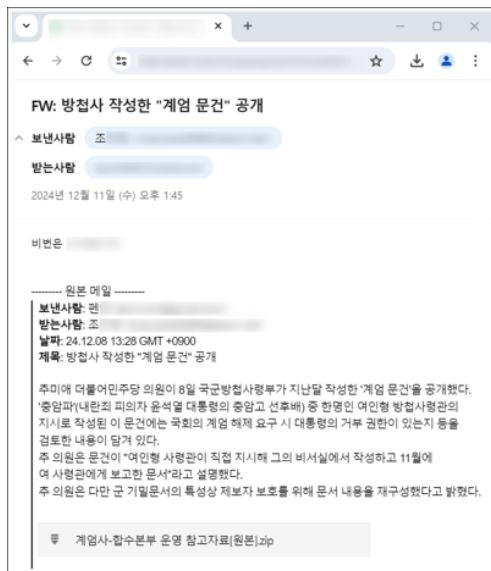 FW: 방첩사 작성한 "계엄 문건" 공개
보낸사람 조
받는사람
2024년 12월 11일 (수) 오후 1:45
비번은
--------- 원본 메일 ---------
보낸사람: 펜
받는사람: 조
날짜: 24.12.08 13:28 GMT +0900
제목: 방첩사 작성한 "계엄 문건" 공개
추미애 더불어민주당 의원이 8일 국군방첩사령부가 지난달 작성한 '계엄 문건'을 공개했다.
'충암파'(내란죄 피의자 윤석열 대통령의 충암고 선후배) 중 한명인 여인형 방첩사령관의
지시로 작성된 이 문건에는 국회의 계엄 해제 요구 시 대통령의 거부 권한이 있는지 등을
검토한 내용이 담겨 있다.
추 의원은 문건이 "여인형 사령관이 직접 지시해 그의 비서실에서 작성하고 11월에
여 사령관에게 보고한 문서"라고 설명했다.
추 의원은 다만 군 기밀문서의 특성상 제보자 보호를 위해 문서 내용을 재구성했다고 밝혔다.
계엄사-합수본부 운영 참고자료[원본].zip